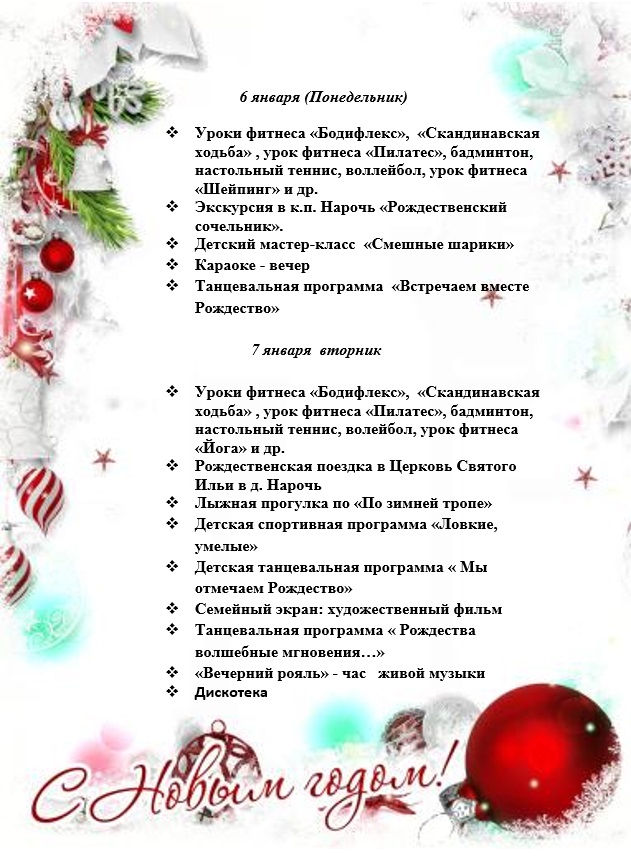 6 января (Понедельник)
❖ Уроки фитнеса «Бодифлекс», «Скандинавская
ходьба» , урок фитнеса «Пилатес», бадминтон,
настольный теннис, воллейбол, урок фитнеса
«Шейпинг» и др.
❖ Экскурсия в к.п. Нарочь «Рождественский
сочельник».
❖ Детский мастер-класс «Смешные шарики»
❖ Караоке - вечер
❖ Танцевальная программа «Встречаем вместе
Рождество»
7 января вторник
❖ Уроки фитнеса «Бодифлекс», «Скандинавская
ходьба» , урок фитнеса «Пилатес», бадминтон,
настольный теннис, волейбол, урок фитнеса
«Йога» и др.
❖ Рождественская поездка в Церковь Святого
Ильи в д. Нарочь
❖ Лыжная прогулка по «По зимней тропе»
❖ Детская спортивная программа «Ловкие,
умелые»
❖ Детская танцевальная программа « Мы
отмечаем Рождество»
❖ Семейный экран: художественный фильм
❖ Танцевальная программа « Рождества
волшебные мгновения…»
❖ «Вечерний рояль» - час живой музыки
❖ Дискотека
С Новым годом!